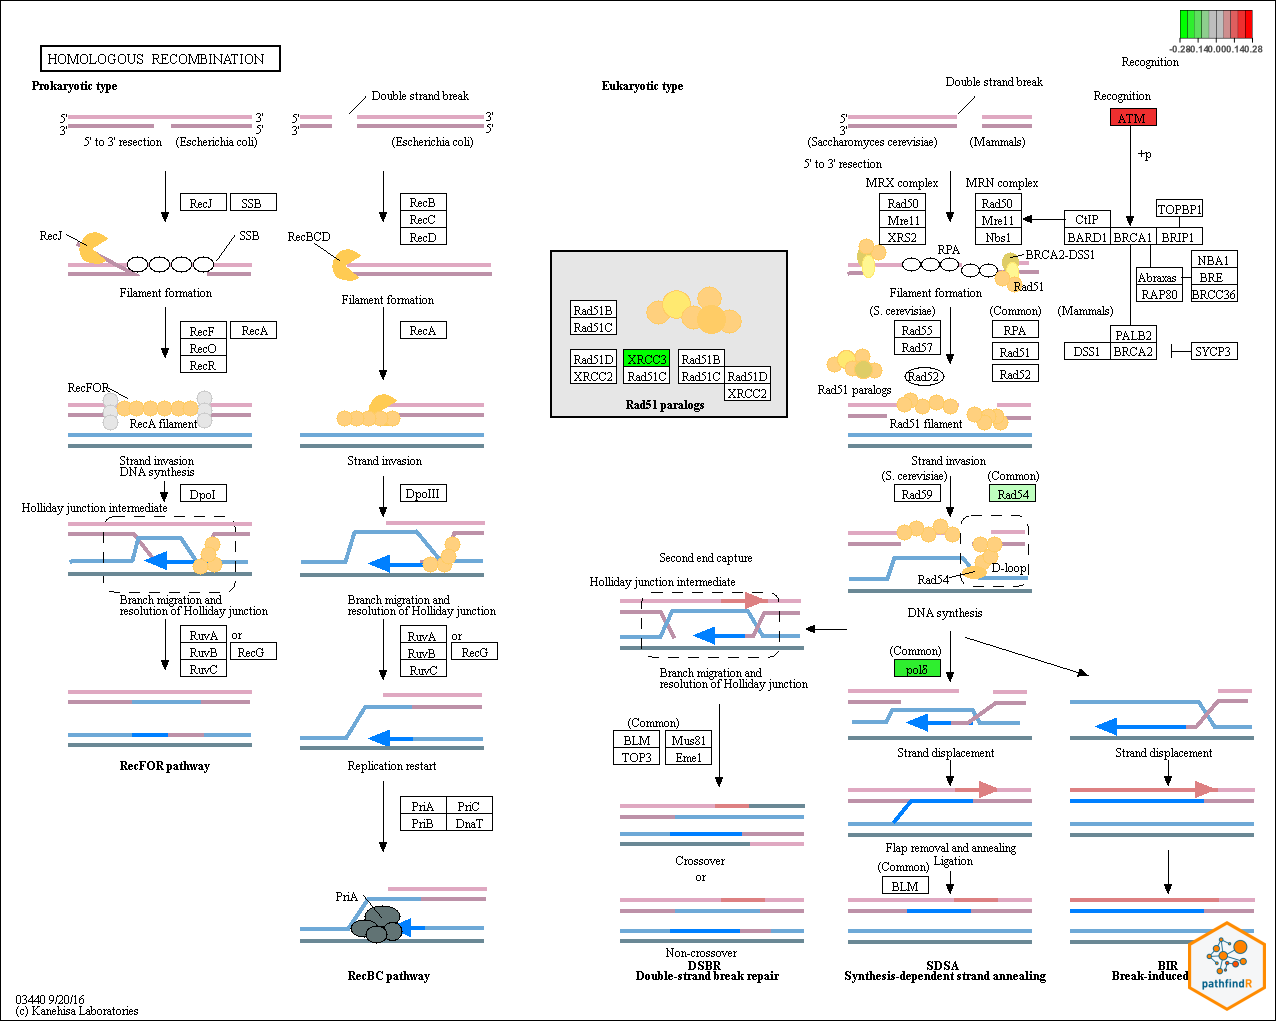 HOMOLOGOUS RECOMBINATION
-0.280.140.000.140.28
Recognition
Prokaryotic type
Eukaryotic type
Double strand break
5'
3'
3'
5'
5' to 3' resection
(Escherichia coli)
Double strand break
5'
3'
3'
5'
(Escherichia coli)
5'
3'
(Saccharomyces cerevisiae)
(Mammals)
5' to 3' resection
Recognition
ATM
+p
RecJ
SSB
RecJ
SSB
Filament formation
RecF
RecA
RecO
RecR
RecFOR
RecA filament
Strand invasion
DNA synthesis
DpoI
Holliday junction intermediate
Branch migration and
resolution of Holliday junction
RuvA
or
RuvB
RecG
RuvC
RecFOR pathway
RecB
RecC
RecD
RecBCD
Filament formation
RecA
Strand invasion
DpoIII
Branch migration and
resolution of Holliday junction
RuvA
or
RuvB
RecG
RuvC
Replication restart
PriA
PriC
PriB
DnaT
PriA
RecBC pathway
Rad51B
Rad51C
Rad51D
XRCC3
Rad51B
XRCC2
Rad51C
Rad51C
Rad51D
XRCC2
Rad51 paralogs
MRX complex
MRN complex
Rad50
Rad50
Mre11
Mre11
XRS2
Nbs1
CtIP
TOPBP1
BARD1
BRCA1
BRIP1
RPA
BRCA2-DSS1
Rad51
NBA1
Abraxas
BRE
RAP80
BRCC36
Filament formation
(S. cerevisiae)
(Common)
(Mammals)
Rad55
RPA
Rad57
Rad51
Rad52
Rad52
PALB2
DSS1
BRCA2
SYCP3
Rad51 paralogs
Rad51 filament
Strand invasion
(S. cerevisiae)
(Common)
Rad59
Rad54
D-loop
Rad54
DNA synthesis
Second end capture
Holliday junction intermediate
Branch migration and
resolution of Holliday junction
(Common)
BLM
Mus81
TOP3
Eme1
Crossover
or
Non-crossover
DSBR
Double-strand break repair
(Common)
polδ
Strand displacement
Flap removal and annealing
Ligation
(Common)
BLM
SDSA
Synthesis-dependent strand annealing
Strand displacement
BIR
Break-induced
pathfindR
03440 9/20/16
(c) Kanehisa Laboratories